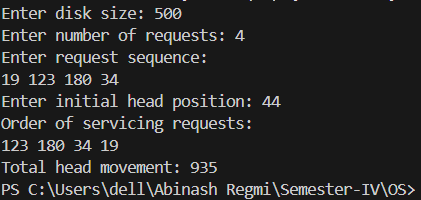 Enter disk size: 500
Enter number of requests: 4
Enter request sequence:
19 123 180 34
Enter initial head position: 44
Order of servicing requests:
123 180 34 19
Total head movement: 935
PS C:\Users\dell\Abinash Regmi\Semester-IV\OS>